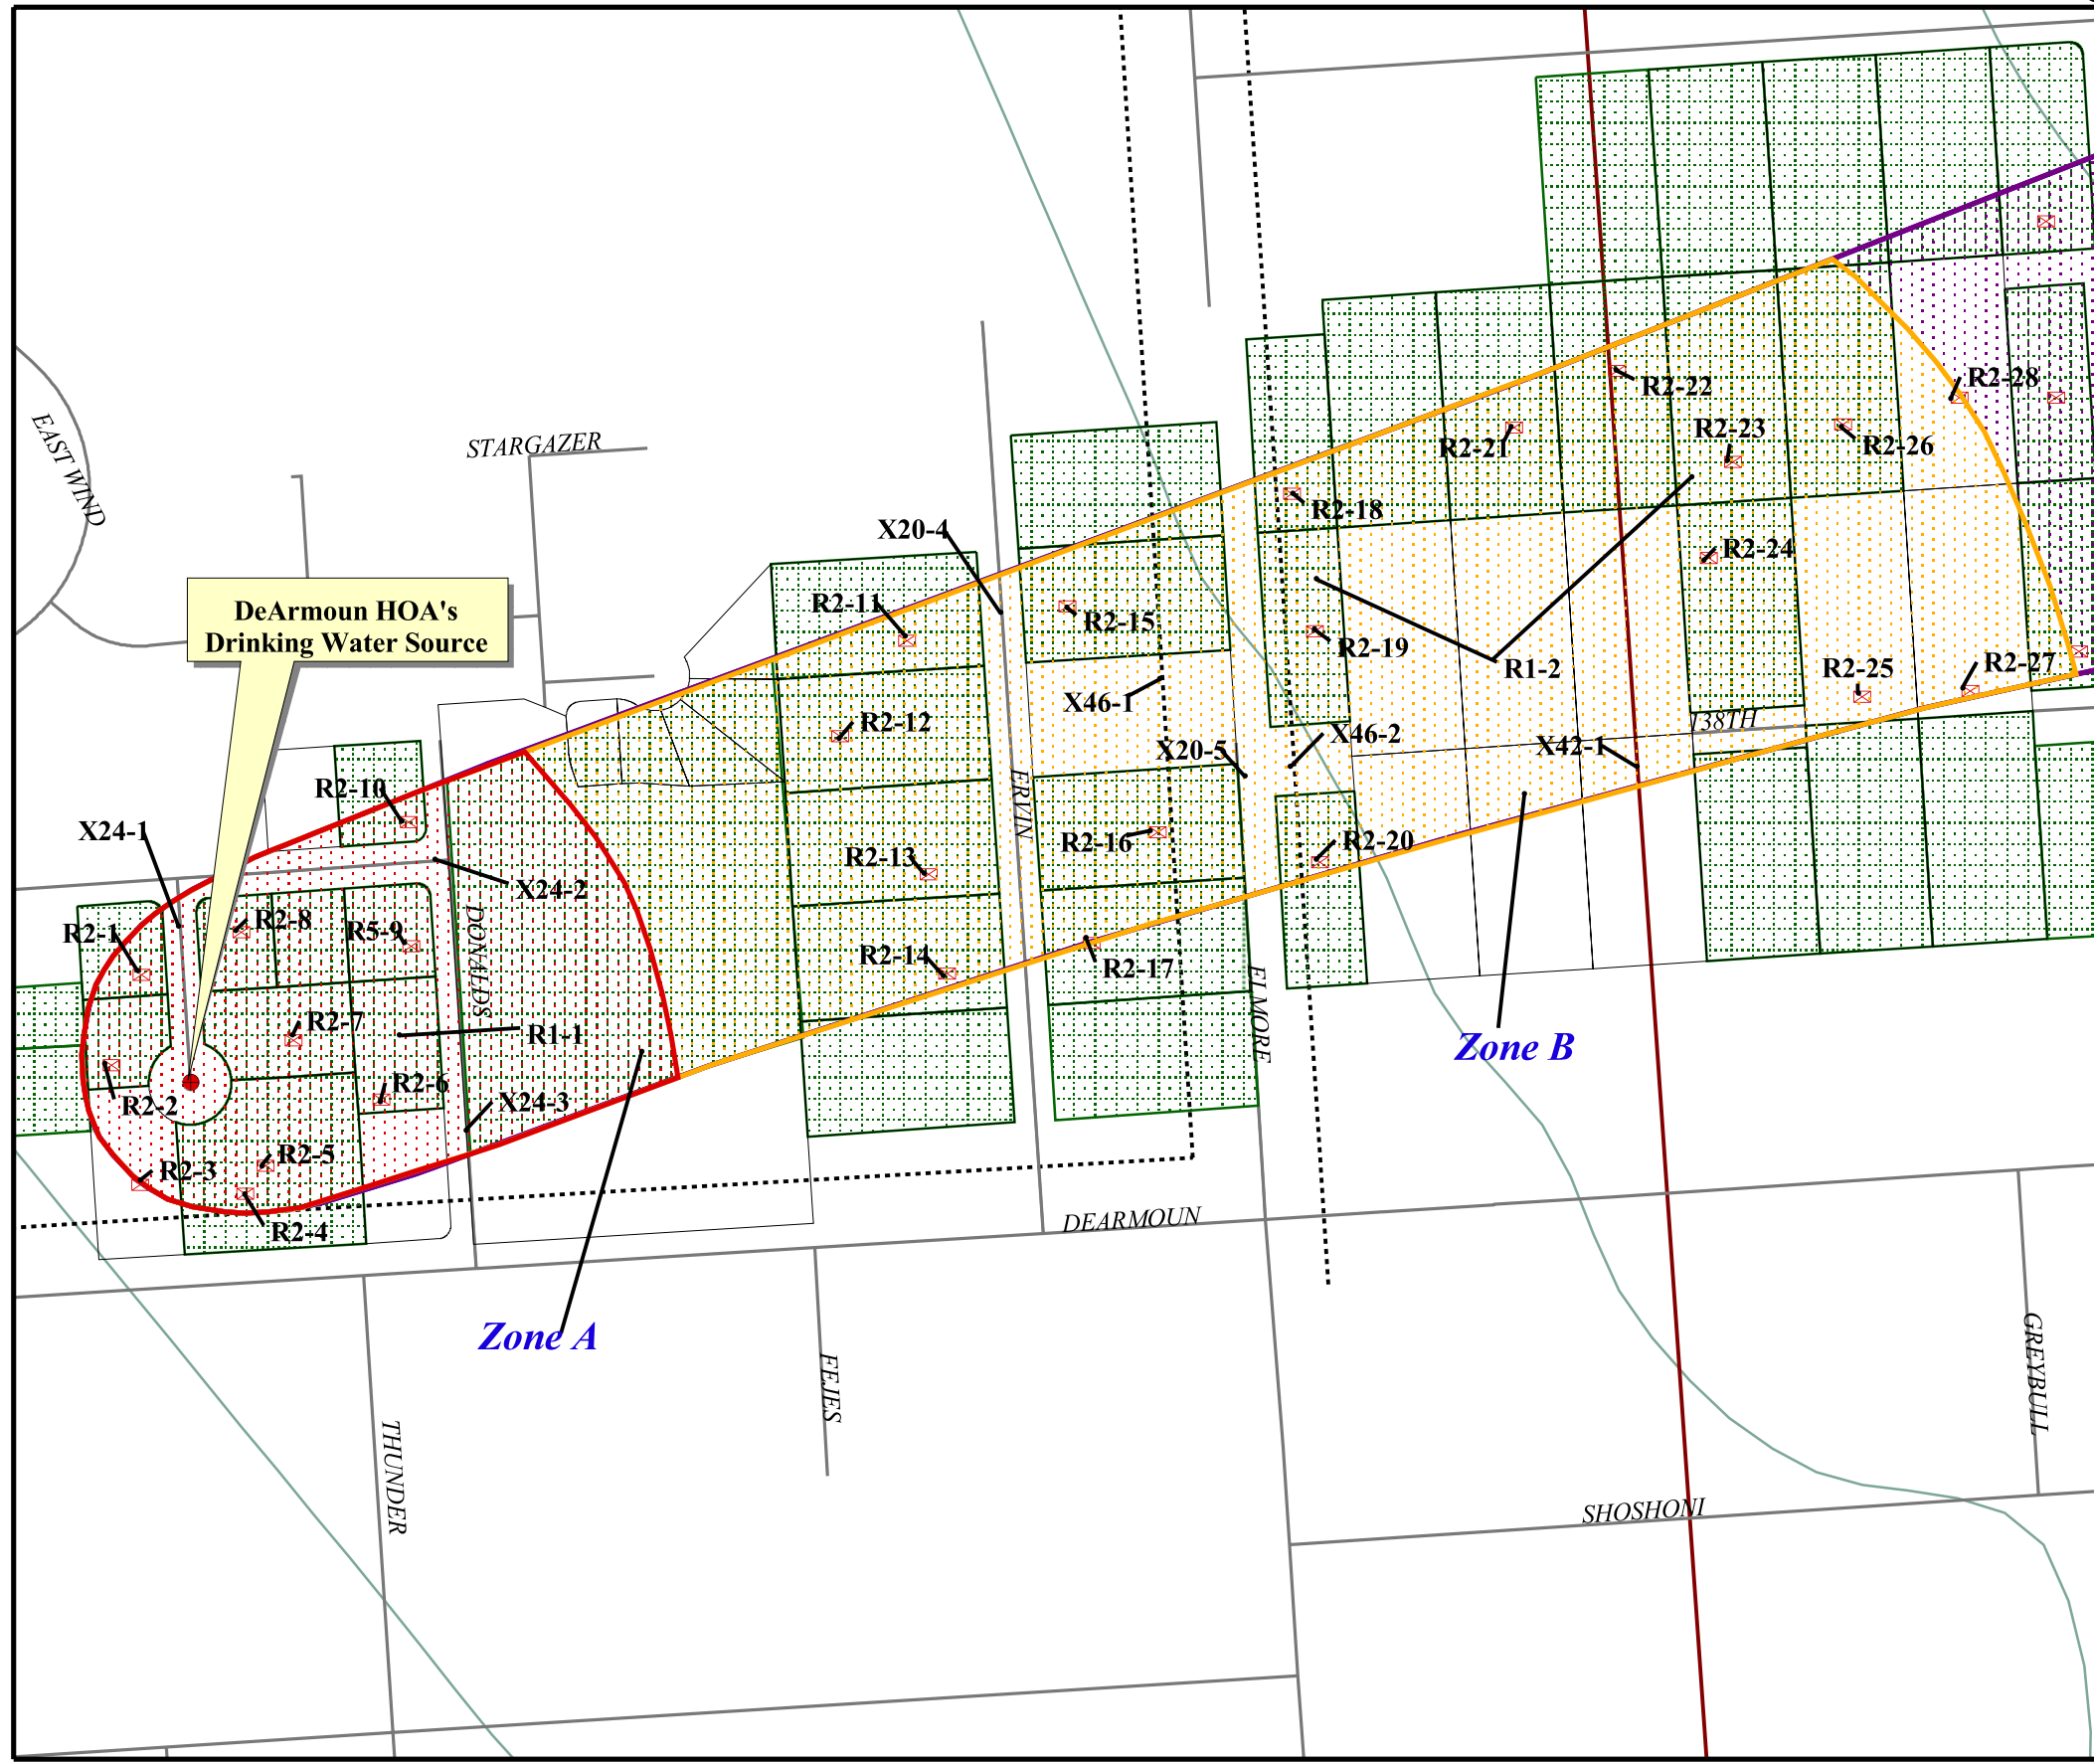 EAST WIND
STARGAZER
DeArmoun HOA's
Drinking Water Source
R2-28
R2-22
R2-23
R2-21
R2-26
R2-18
X20-4
R2-24
R2-11
R2-15
R2-19
R1-2
R2-25
R2-27
X46-1
R2-12
138TH
X46-2
X42-1
X20-5
R2-10
ERVIN
X24-1
R2-16
R2-20
R2-13
X24-2
R2-8
R2-1
R5-9
DONALDS
R2-14
R2-17
ELMORE
R2-7
R1-1
Zone B
R2-6
R2-2
X24-3
R2-5
R2-3
R2-4
DEARMOUN
Zone A
FEJES
GREYBULL
THUNDER
SHOSHONI